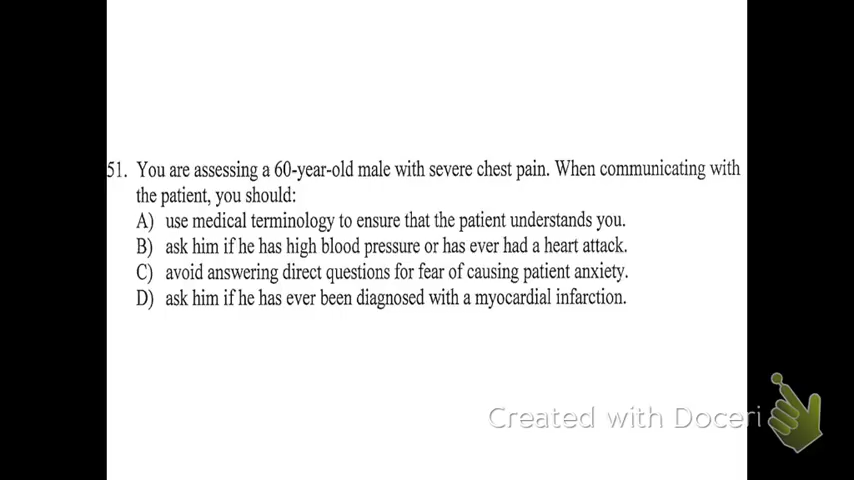 51. You are assessing a 60-year-old male with severe chest pain. When communicating with
the patient, you should:
A) use medical terminology to ensure that the patient understands you.
B) ask him if he has high blood pressure or has ever had a heart attack.
C) avoid answering direct questions for fear of causing patient anxiety.
D) ask him if he has ever been diagnosed with a myocardial infarction.
Created with Doceri